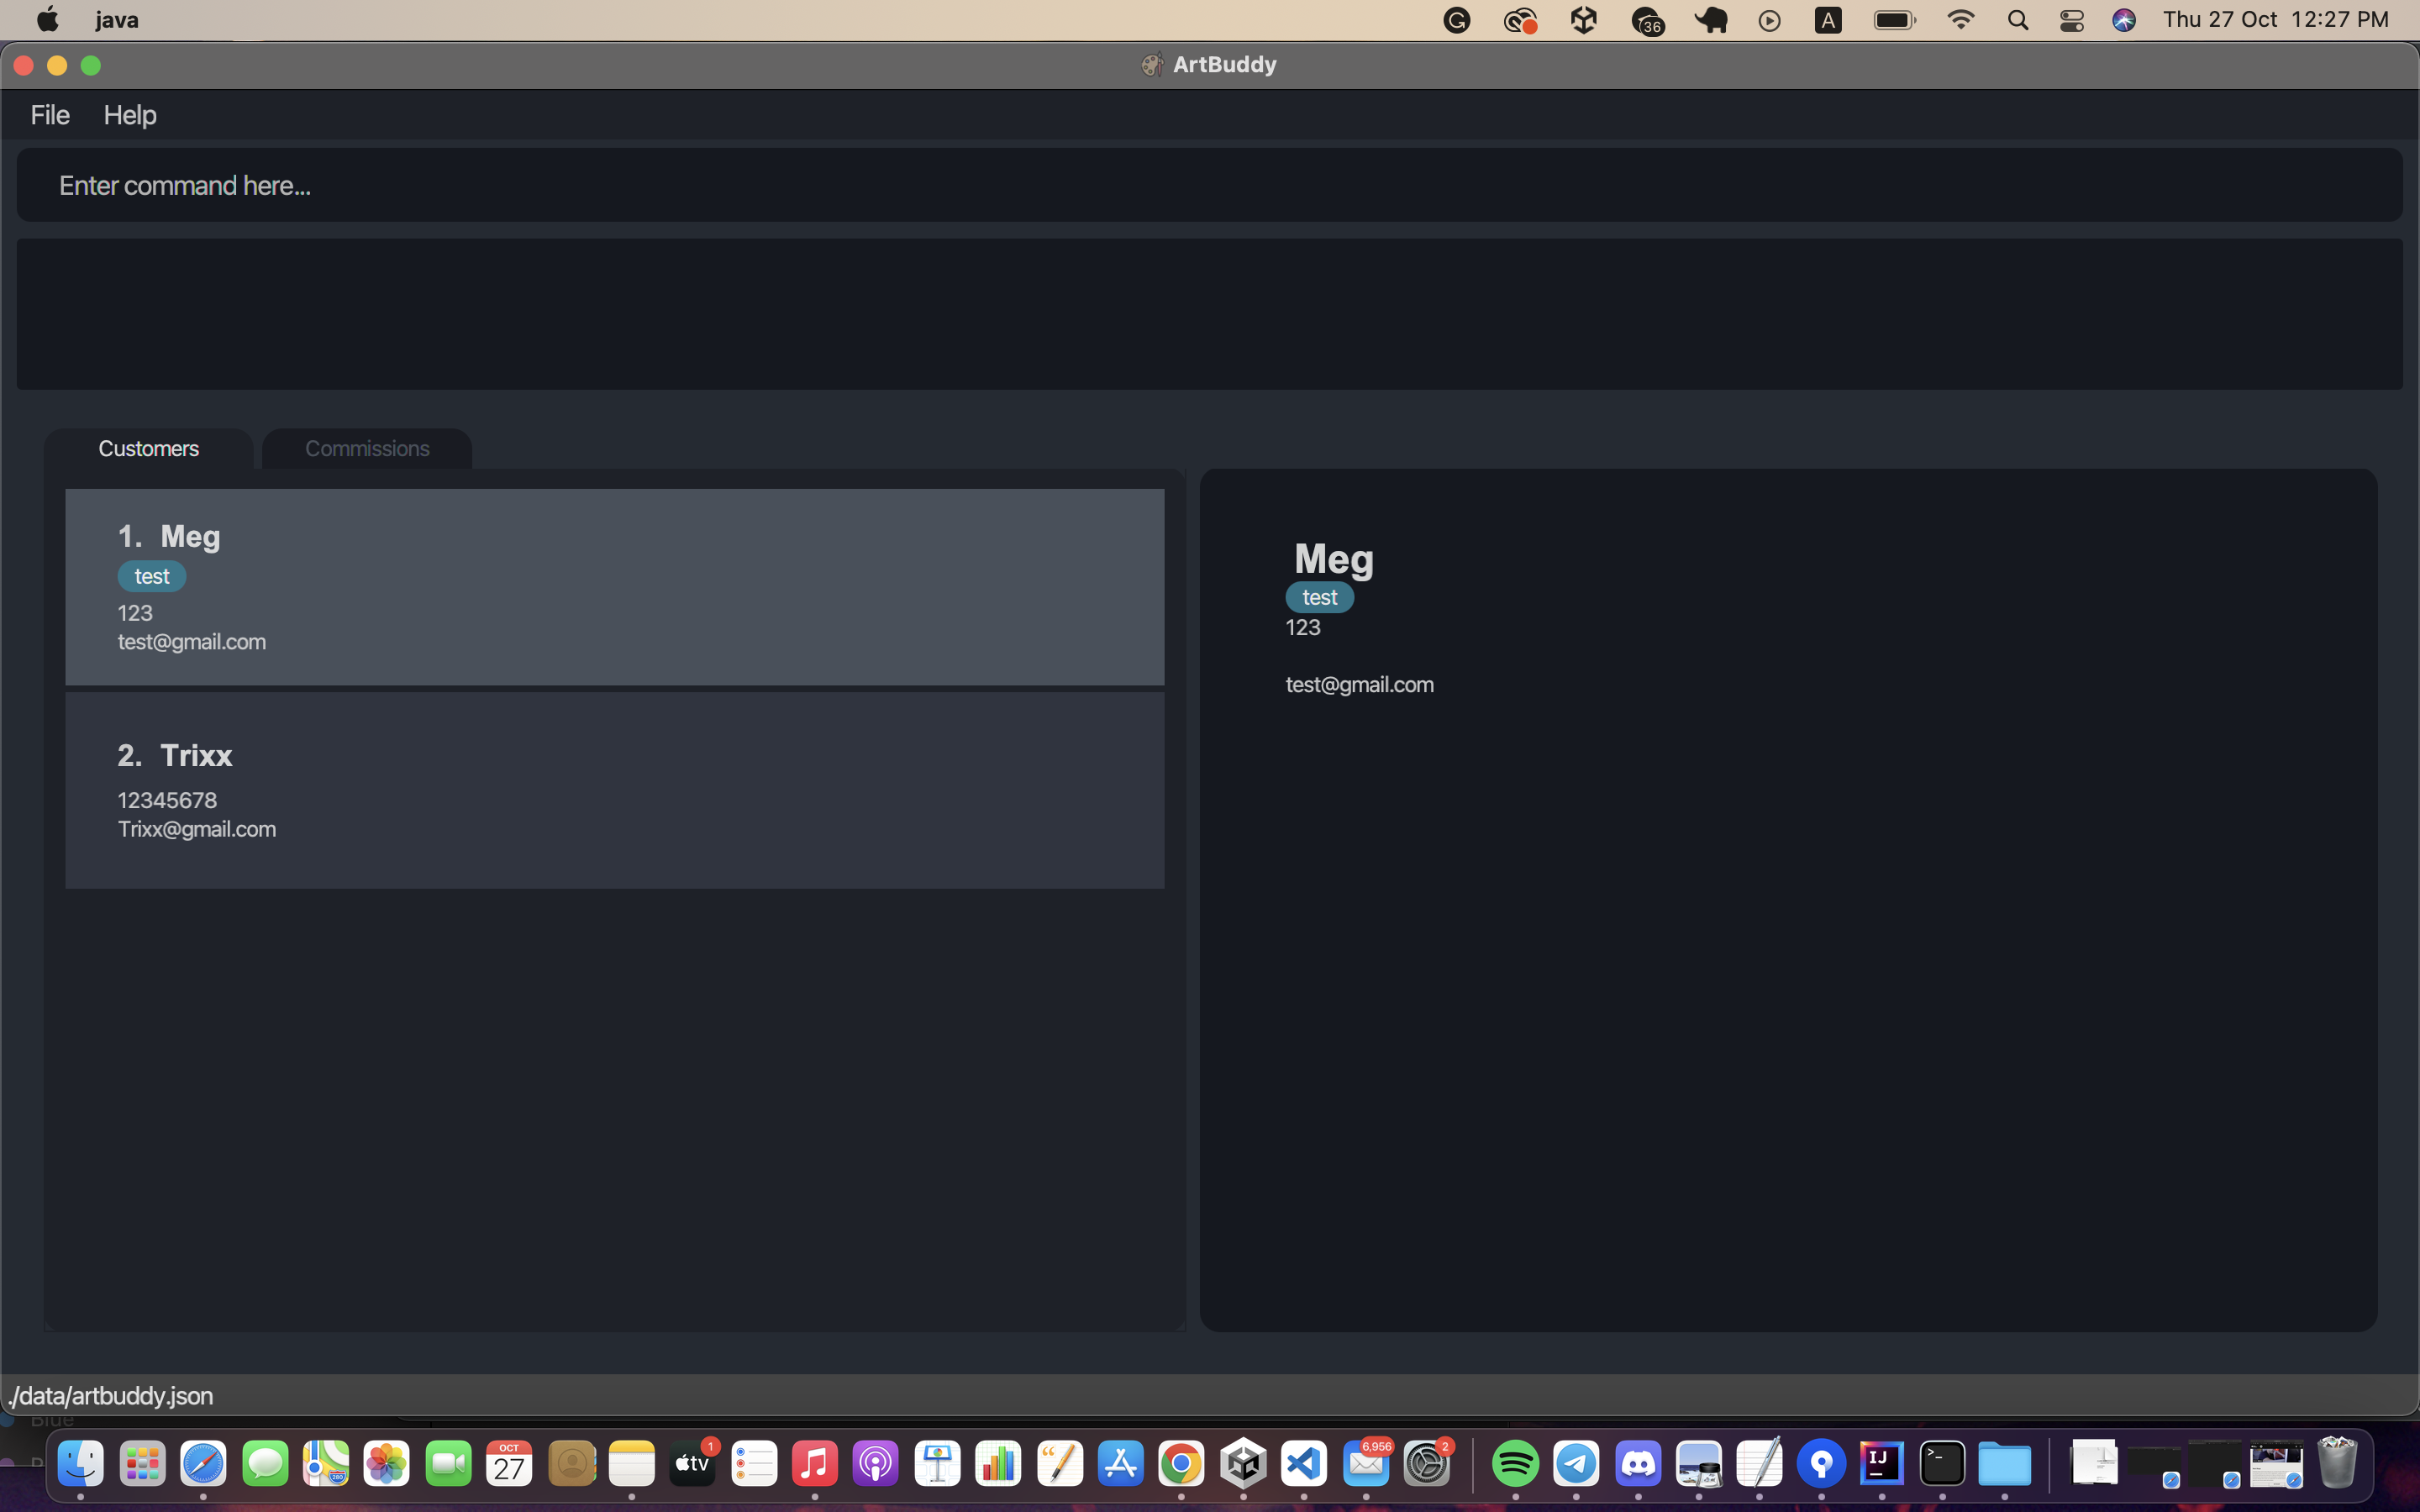 java
36
A
Thu 27 Oct 12:27 PM
ArtBuddy
File Help
Enter command here...
Customers Commissions
1. Meg
test
123
test@gmail.com
2. Trixx
12345678
Trixx@gmail.com
Meg
test
123
test@gmail.com
./data/artbuddy.json
Blue
OCT
27
tv
1
6,956
2
IJ
280